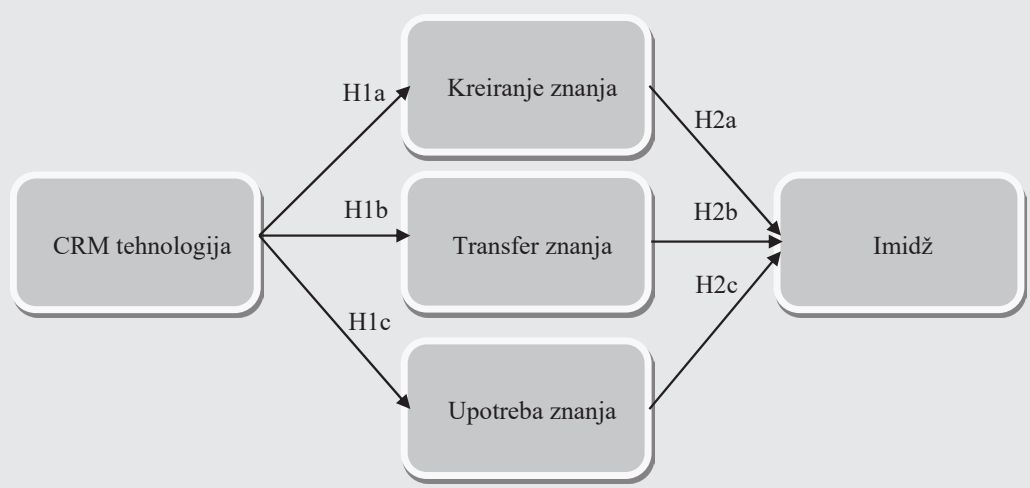 Kreiranje znanja
H1a
H2a
CRM tehnologija
H1b
Transfer znanja
H2b
Imidž
H1c
H2c
Upotreba znanja